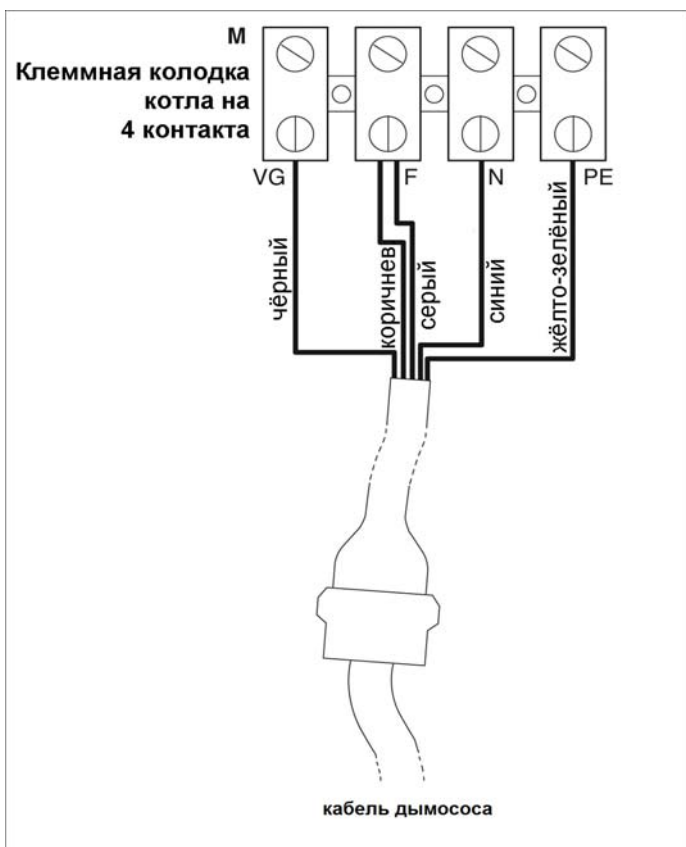 M
Клеммная колодка
котла на
4 контакта
VG
F
N
PE
чёрный
коричнев
серый
синий
жёлто-зелёный
кабель дымососа